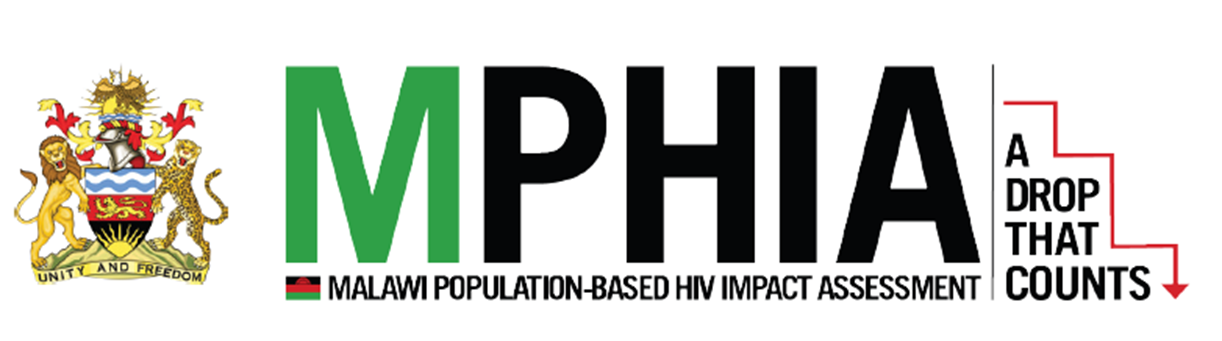 UNITY AND FREEDOM
MPHIA
MALAWI POPULATION-BASED HIV IMPACT ASSESSMENT
A
DROP
THAT
COUNTS